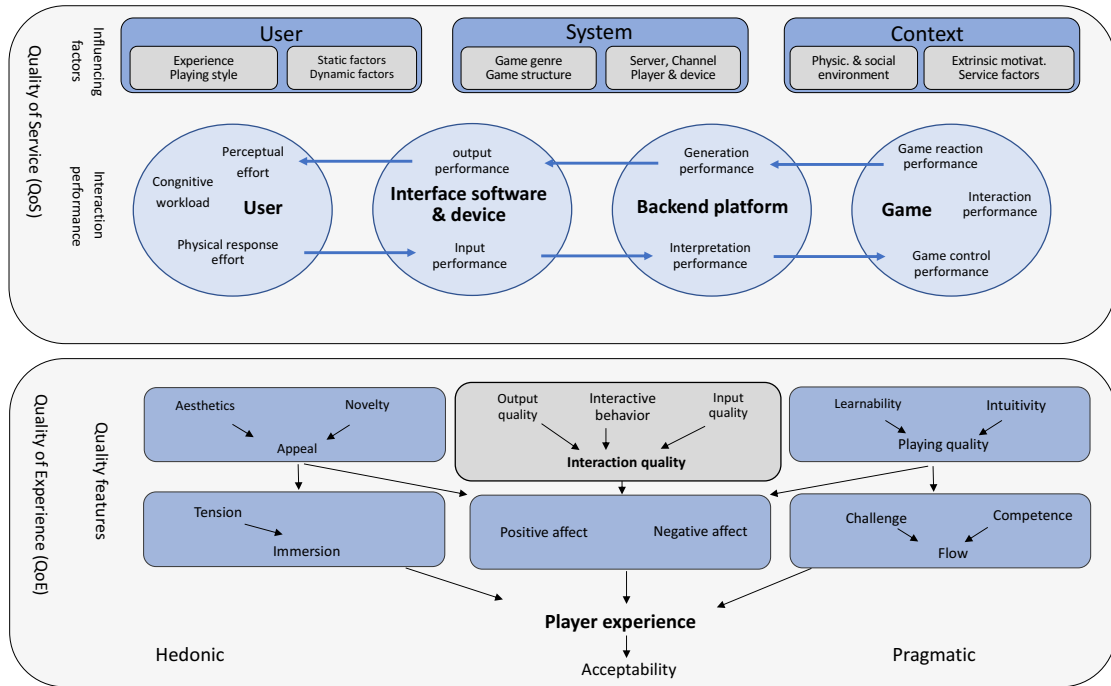 Quality of Service (QoS)
Influencing
factors
User
Experience
Playing style
Static factors
Dynamic factors
System
Game genre
Game structure
Server, Channel
Player & device
Context
Physic. & social
environment
Extrinsic motivat.
Service factors
Interaction
performance
Perceptual
effort
Congnitive
workload
User
Physical response
effort
output
performance
Interface software
& device
Input
performance
Generation
performance
Backend platform
Interpretation
performance
Game reaction
performance
Game
Interaction
performance
Game control
performance
Quality of Experience (QoE)
Quality features
Aesthetics
Novelty
Appeal
Output
quality
Interactive
behavior
Input
quality
Interaction quality
Learnability
Intuitivity
Playing quality
Tension
Immersion
Positive affect
Negative affect
Challenge
Competence
Flow
Player experience
Hedonic
Acceptability
Pragmatic